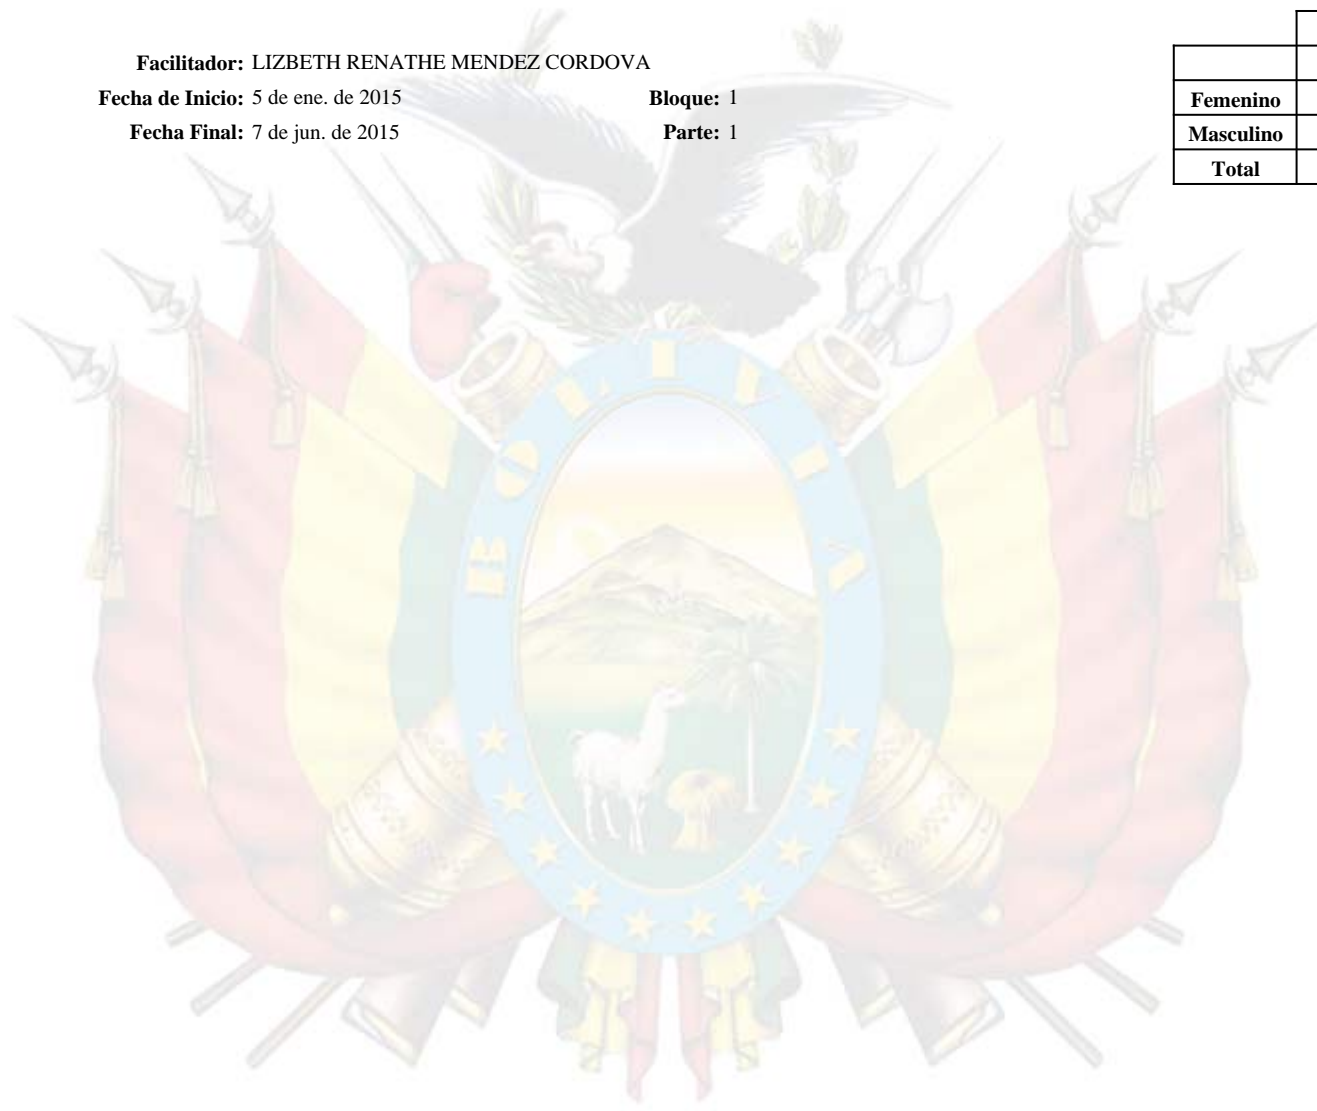 Facilitador: LIZBETH RENATHE MENDEZ CORDOVA
Fecha de Inicio: 5 de ene. de 2015 Bloque: 1
Fecha Final: 7 de jun. de 2015 Parte: 1
Femenino
Masculino
Total
BOLIVIA